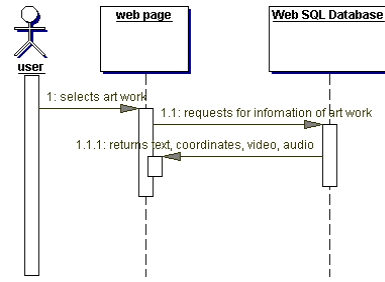 web page
Web SQL Database
user
1: selects art work
1.1: requests for infomation of art work
1.1.1: returns text, coordinates, video, audio